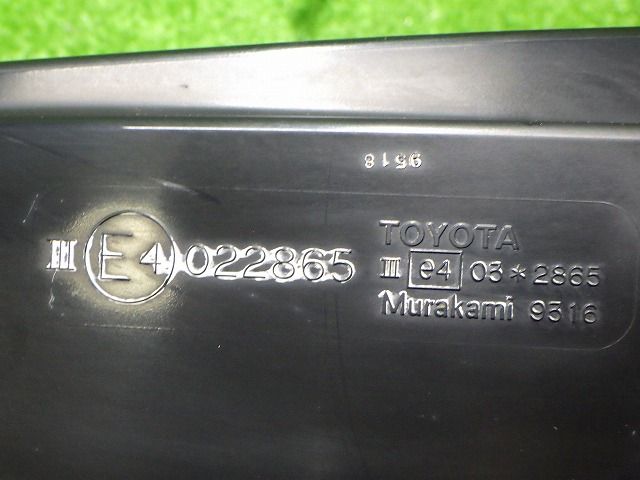 9518
III E4 022865
TOYOTA
III e4 03*2865
Murakami 9316